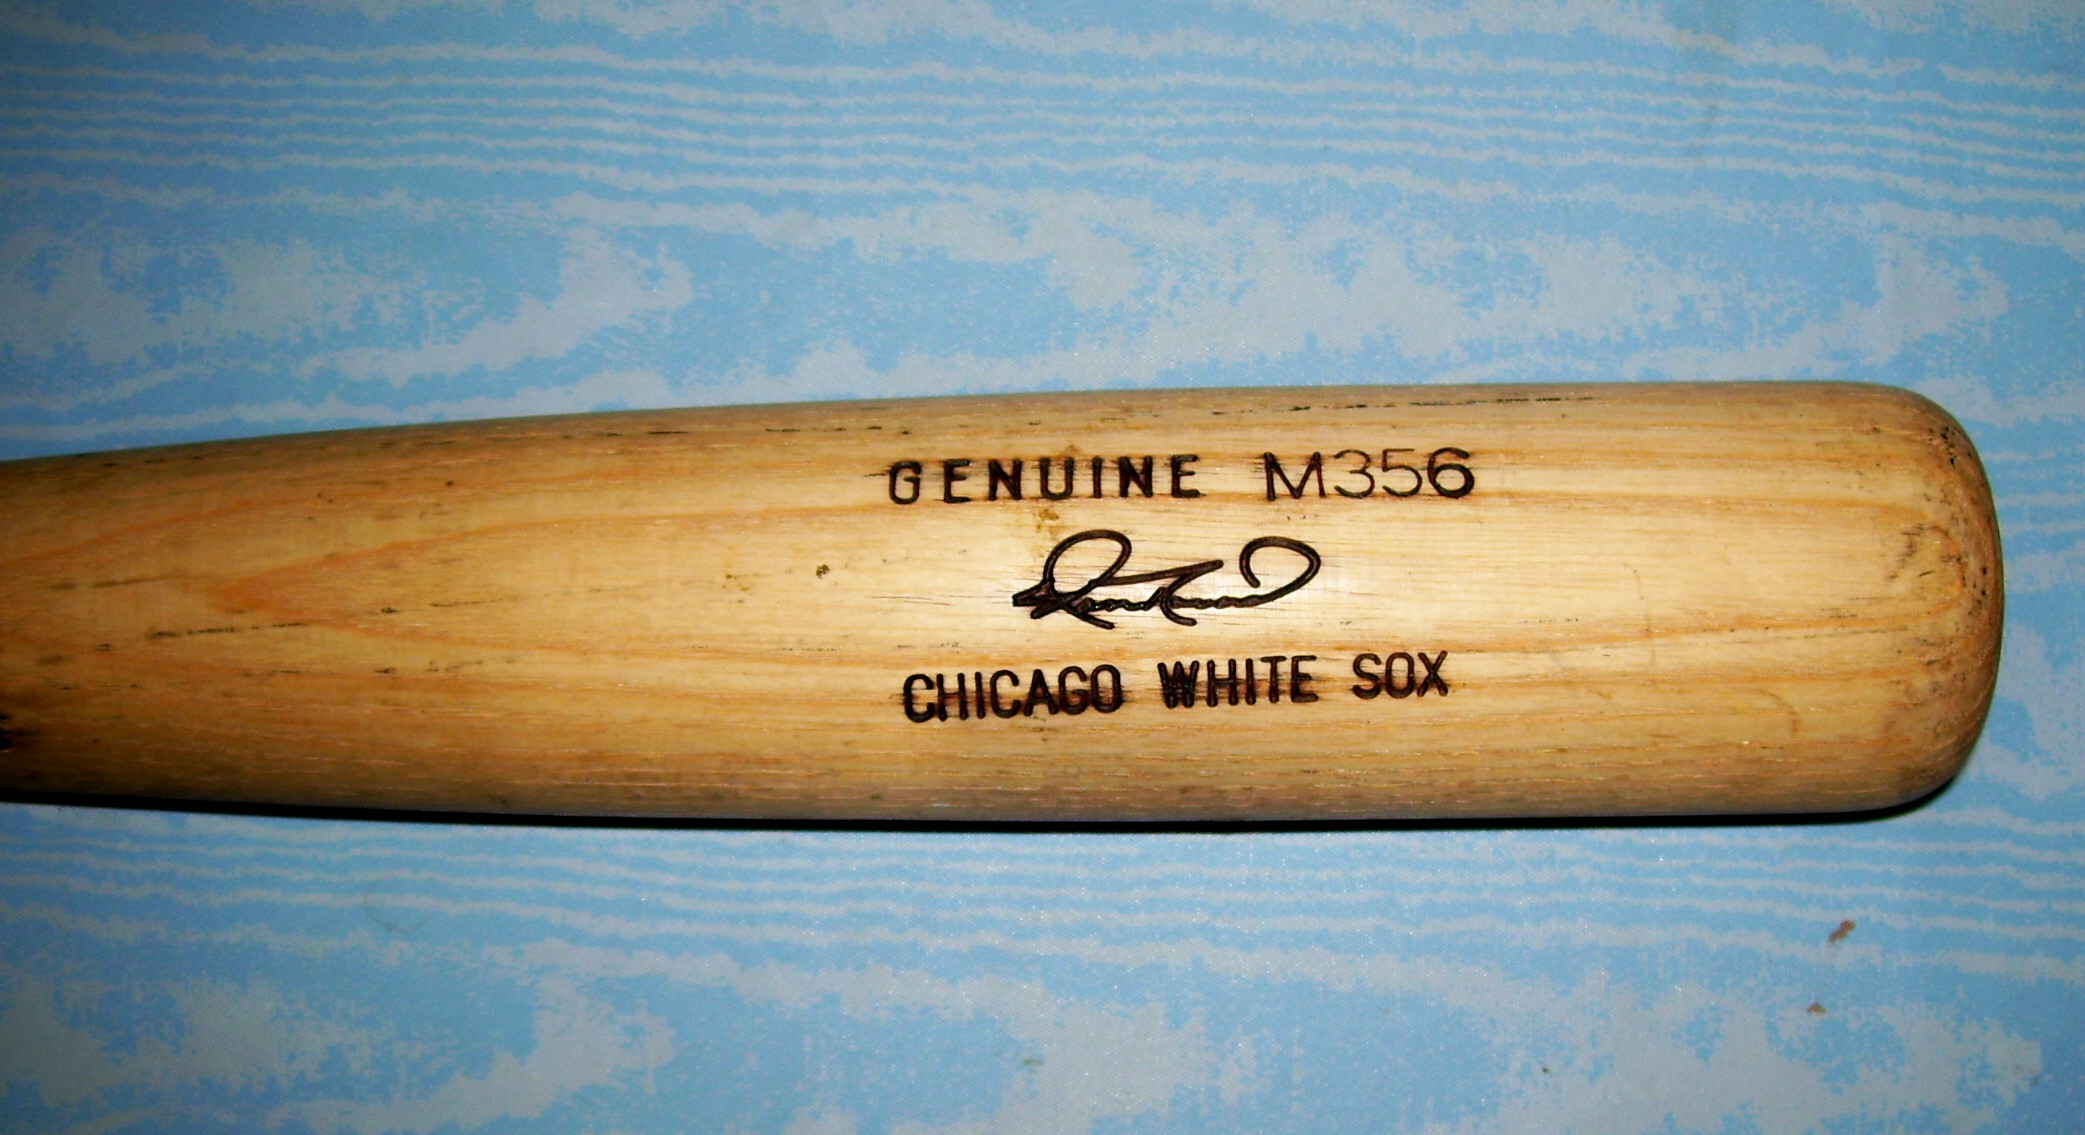 GENUINE M356
CHICAGO WHITE SOX